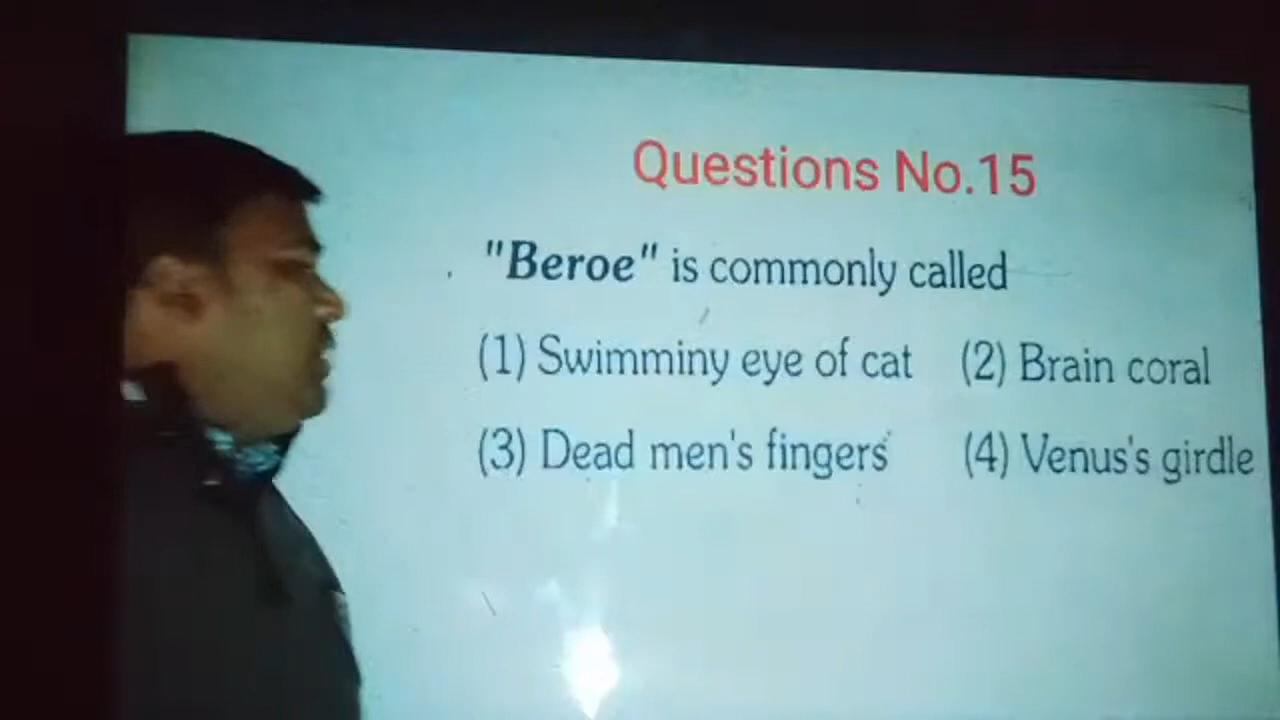 Questions No.15
"Beroe" is commonly called
(1) Swimminy eye of cat (2) Brain coral
(3) Dead men's fingers (4) Venus's girdle